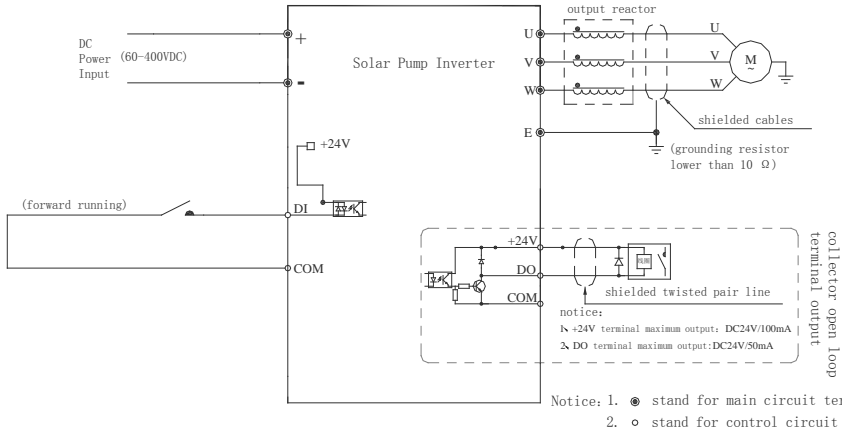 output reactor
DC
Power (60-400VDC)
Input
+
-
Solar Pump Inverter
U
V
W
U
V
W
M
~
E
shielded cables
(grounding resistor
lower than 10 Ω)
+24V
(forward running)
DI
COM
+24V
DO
COM
线圈
shielded twisted pair line
notice:
1、+24V terminal maximum output: DC24V/100mA
2、DO terminal maximum output:DC24V/50mA
collector open loop
terminal output
Notice: 1. stand for main circuit ter
2. stand for control circuit